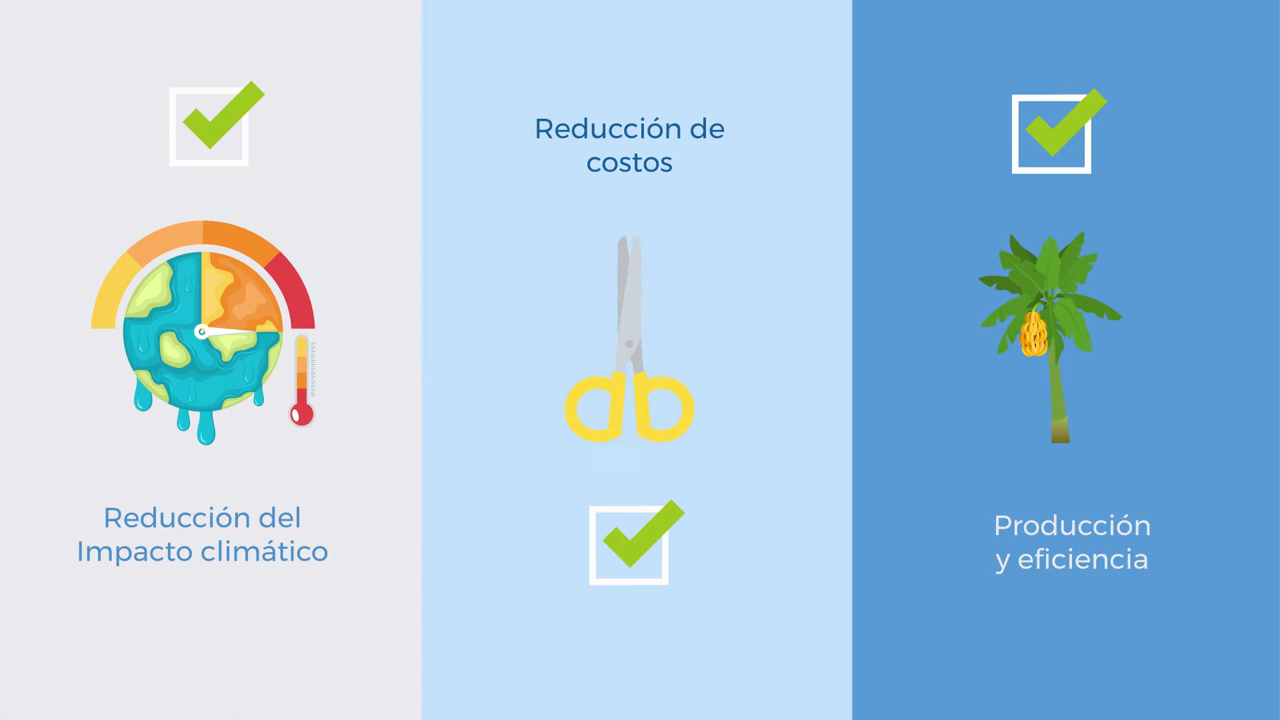 Reducción del
Impacto climático
Reducción de
costos
Producción
y eficiencia